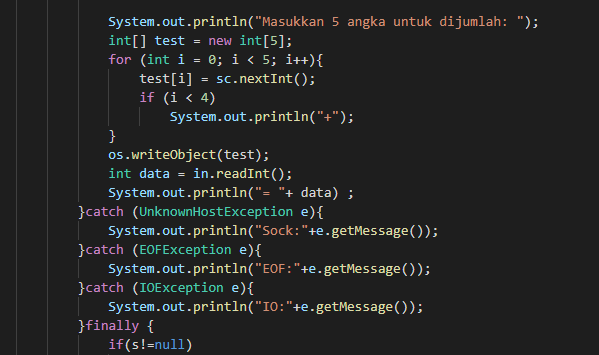 System.out.println("Masukkan 5 angka untuk dijumlah: ");
int[] test = new int[5];
for (int i = 0; i < 5; i++){
test[i] = sc.nextInt();
if (i < 4)
System.out.println("+");
}
os.writeObject(test);
int data = in.readInt();
System.out.println("= "+ data) ;
}catch (UnknownHostException e){
System.out.println("Sock:"+e.getMessage());
}catch (EOFException e){
System.out.println("EOF:"+e.getMessage());
}catch (IOException e){
System.out.println("IO:"+e.getMessage());
}finally {
if(s!=null)